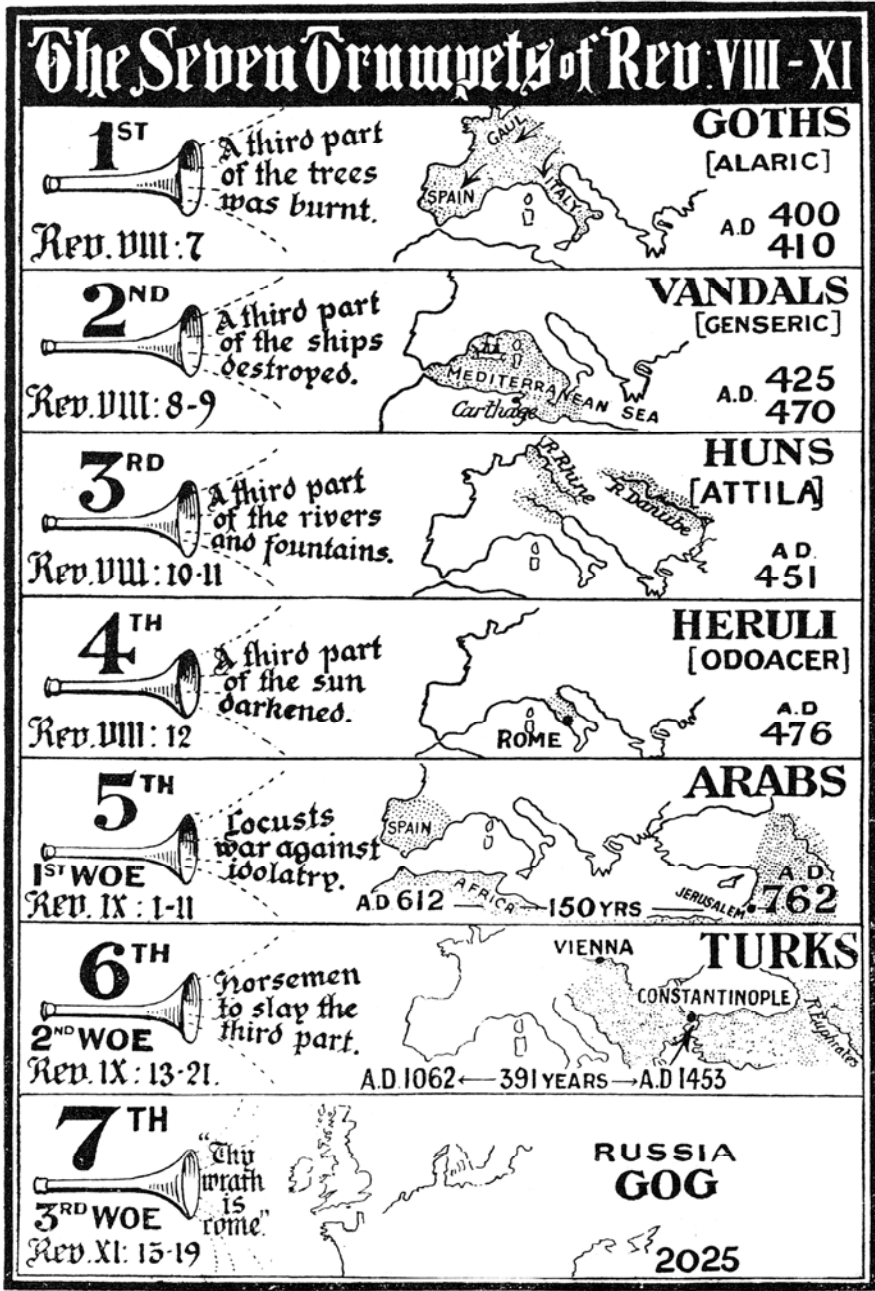 The Seven Trumpets of Rev: VIII - XI
1ST
A third part
of the trees
was burnt.
Rev. VIII : 7
GAUL
SPAIN
ITALY
GOTHS
[ALARIC]
A.D 400
410
2ND
A third part
of the ships
destroyed.
Rev. VIII : 8-9
MEDITERRANEAN SEA
Carthage
VANDALS
[GENSERIC]
A.D. 425
470
3RD
A third part
of the rivers
and fountains.
Rev. VIII : 10-11
R. Rhine
R. Danube
HUNS
[ATTILA]
A.D.
451
4TH
A third part
of the sun
darkened.
Rev. VIII : 12
ROME
HERULI
[ODOACER]
A.D
476
5TH
1ST WOE
Locusts
war against
idolatry.
Rev. IX : 1-11
SPAIN
AFRICA
JERUSALEM
ARABS
A.D 612 — 150 YRS —
A.D.
762
6TH
2ND WOE
Horsemen
to slay the
third part.
Rev. IX : 13-21.
VIENNA
CONSTANTINOPLE
R. Euphrates
TURKS
A.D. 1062 ← 391 YEARS → A.D 1453
7TH
3RD WOE
"Thy
wrath
is
come".
Rev. XI : 15-19
RUSSIA
GOG
2025